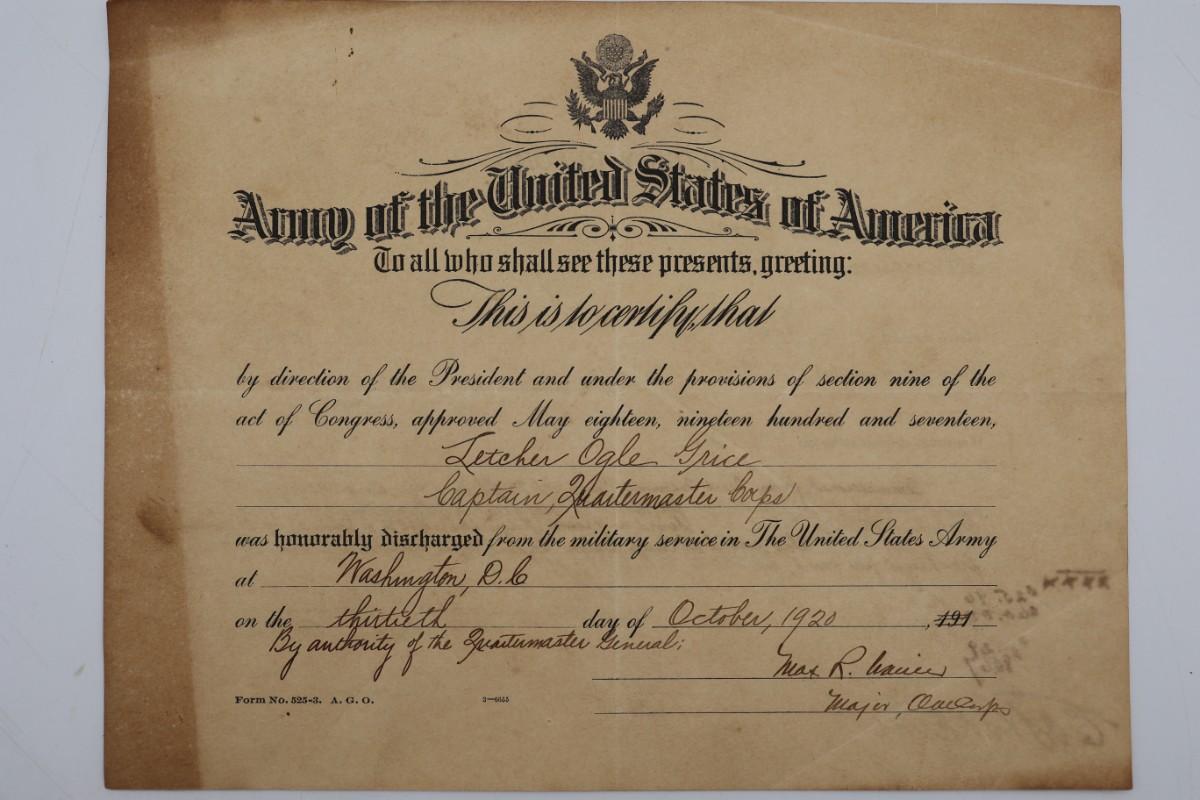 Army of the United States of America
To all who shall see these presents, greeting:
This is to certify, that
by direction of the President and under the provisions of section nine of the
act of Congress, approved May eighteen, nineteen hundred and seventeen,
Letcher Ogle Grice
Captain, Quartermaster Corps
was honorably discharged from the military service in The United States Army
at Washington, D.C
on the thirtieth day of October, 1920, 191
By authority of the Quartermaster General:
Max R. Wainer
Major, QMCorps
Form No. 525-3. A. G. O. 3—6655